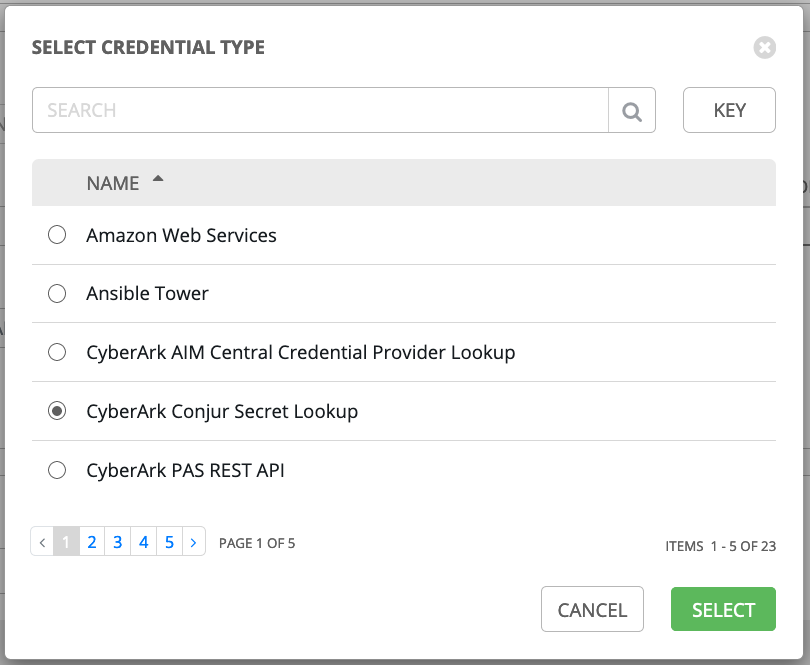 SELECT CREDENTIAL TYPE
SEARCH
KEY
NAME
Amazon Web Services
Ansible Tower
CyberArk AIM Central Credential Provider Lookup
CyberArk Conjur Secret Lookup
CyberArk PAS REST API
< 1 2 3 4 5 > PAGE 1 OF 5
ITEMS 1 - 5 OF 23
CANCEL
SELECT